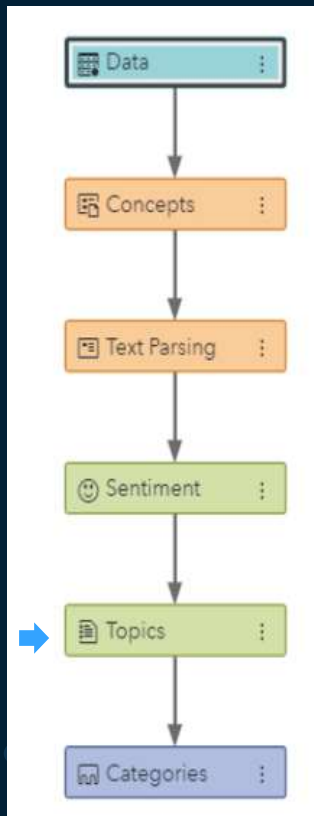 Data
Concepts
Text Parsing
Sentiment
Topics
Categories